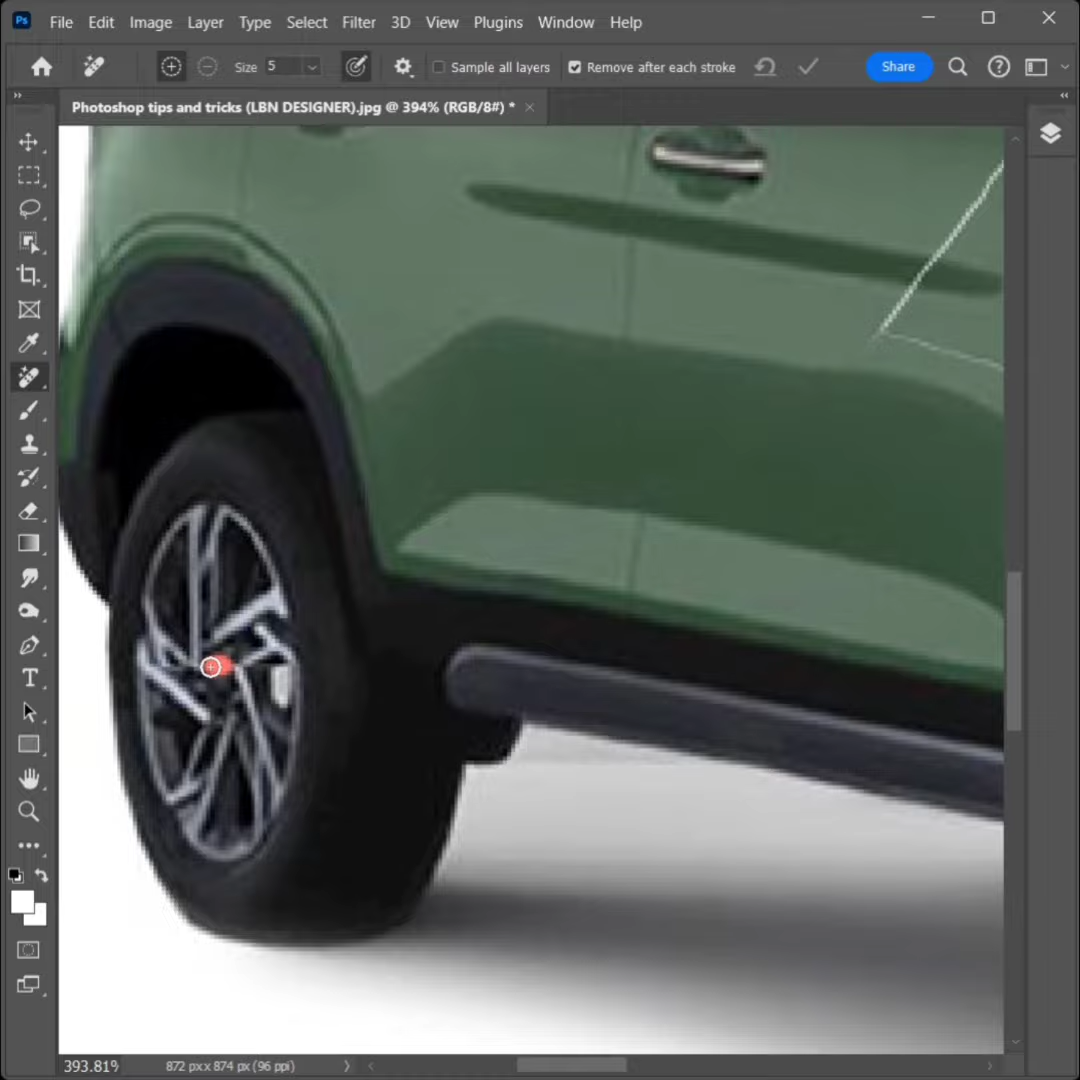 Ps File Edit Image Layer Type Select Filter 3D View Plugins Window Help
Size 5 Sample all layers Remove after each stroke Share
Photoshop tips and tricks (LBN DESIGNER).jpg @ 394% (RGB/8#) *
T
393.81% 872 px x 874 px (96 ppi)